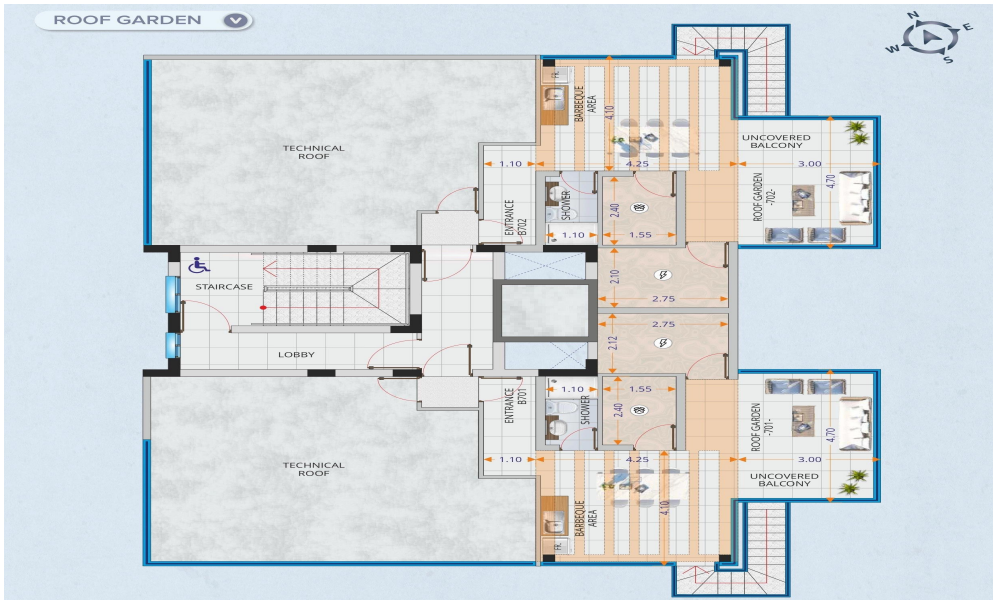 ROOF GARDEN
N
E
W
S
FR.
BARBEQUE
AREA
4.10
UNCOVERED
BALCONY
TECHNICAL
ROOF
1.10
4.25
3.00
4.70
ROOF GARDEN
-702-
ENTRANCE
B702
SHOWER
2.40
1.10
1.55
STAIRCASE
2.10
2.75
2.75
2.12
LOBBY
ENTRANCE
B701
1.10
SHOWER
1.55
2.40
ROOF GARDEN
-701-
4.70
1.10
4.25
3.00
TECHNICAL
ROOF
UNCOVERED
BALCONY
BARBEQUE
AREA
4.10
FR.